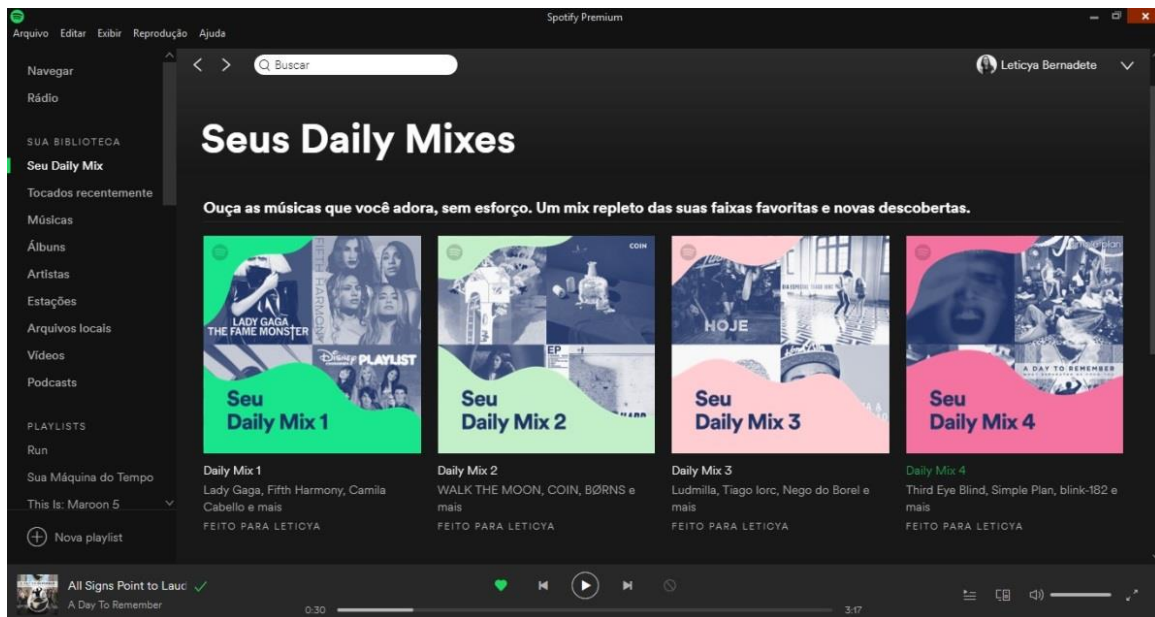 Spotify Premium
Arquivo Editar Exibir Reprodução Ajuda
Navegar
Rádio
SUA BIBLIOTECA
Seu Daily Mix
Tocados recentemente
Músicas
Álbuns
Artistas
Estações
Arquivos locais
Vídeos
Podcasts
PLAYLISTS
Run
Sua Máquina do Tempo
This Is: Maroon 5
Nova playlist
Buscar
Leticya Bernadete
Seus Daily Mixes
Ouça as músicas que você adora, sem esforço. Um mix repleto das suas faixas favoritas e novas descobertas.
FIFTH HARMONY
LADY GAGA
THE FAME MONSTER
Disney PLAYLIST
Seu
Daily Mix 1
Daily Mix 1
Lady Gaga, Fifth Harmony, Camila
Cabello e mais
FEITO PARA LETICYA
COIN
EP
Seu
Daily Mix 2
Daily Mix 2
WALK THE MOON, COIN, BØRNS e
mais
FEITO PARA LETICYA
HOJE
Seu
Daily Mix 3
Daily Mix 3
Ludmilla, Tiago Iorc, Nego do Borel e
mais
FEITO PARA LETICYA
simple plan
A DAY TO REMEMBER
Seu
Daily Mix 4
Daily Mix 4
Third Eye Blind, Simple Plan, blink-182 e
mais
FEITO PARA LETICYA
All Signs Point to Laud
A Day To Remember
0:30
3:17